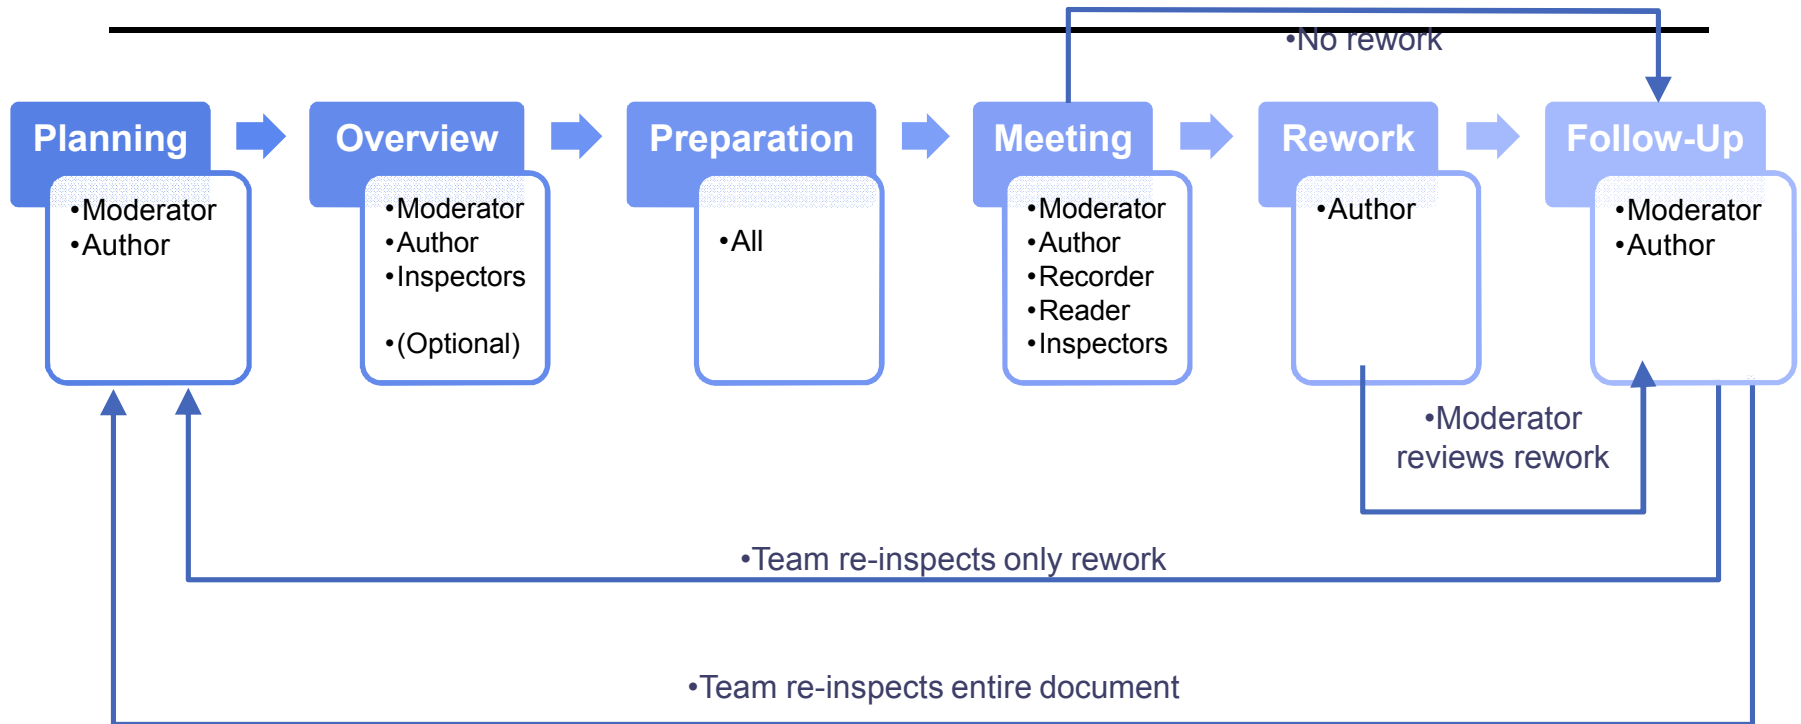 •No rework
Planning
Overview
Preparation
Meeting
Rework
Follow-Up
•Moderator
•Author
•Moderator
•Author
•Inspectors
•(Optional)
•All
•Moderator
•Author
•Recorder
•Reader
•Inspectors
•Author
•Moderator
•Author
•Moderator
reviews rework
•Team re-inspects only rework
•Team re-inspects entire document